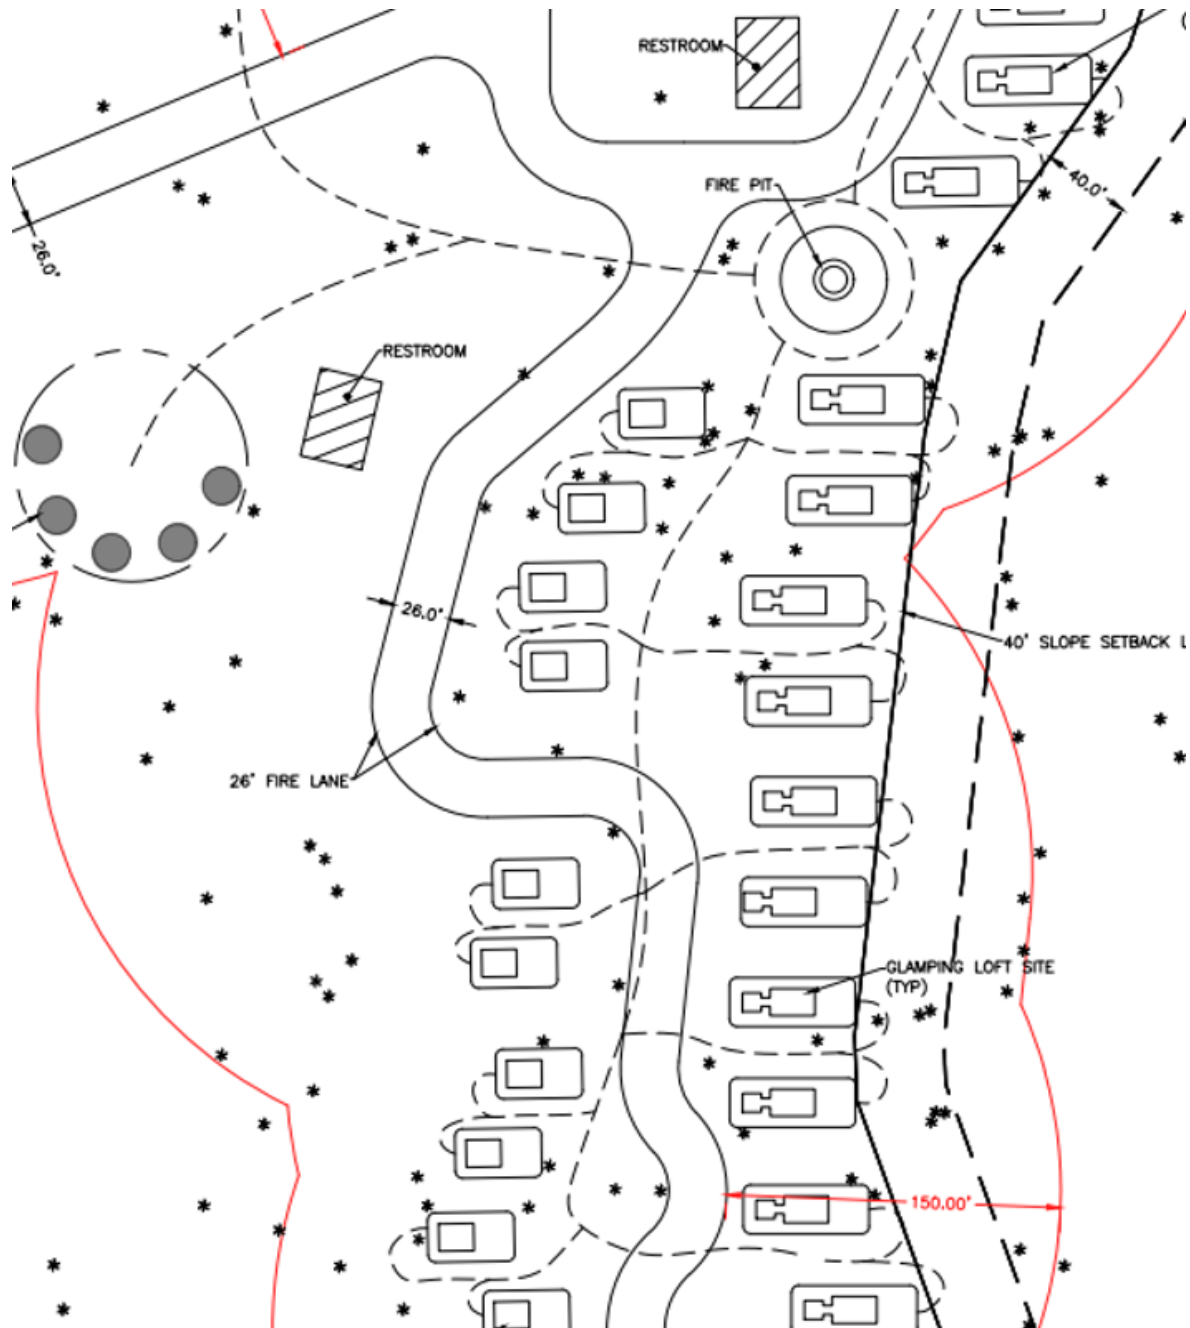 RESTROOM
40.0'
FIRE PIT
26.0'
RESTROOM
26.0'
40' SLOPE SETBACK L
26' FIRE LANE
GLAMPING LOFT SITE
(TYP)
150.00'